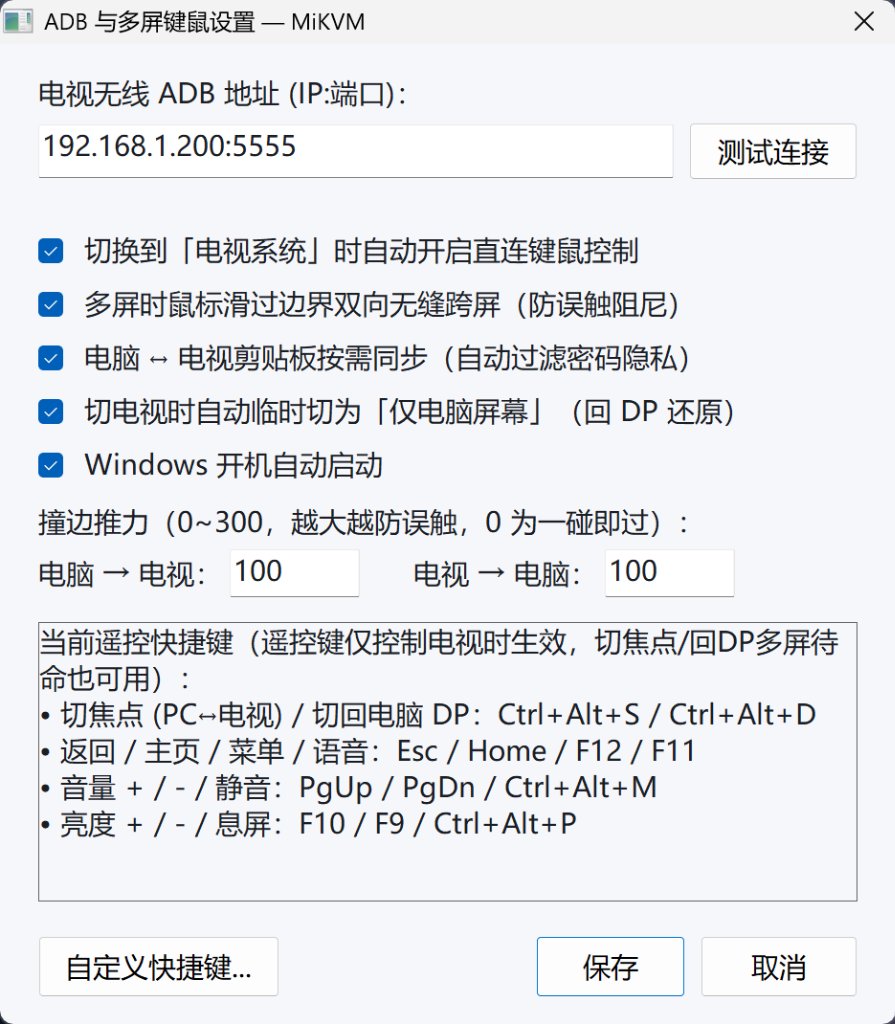 ADB 与多屏键鼠设置 — MiKVM
电视无线 ADB 地址 (IP:端口)：
192.168.1.200:5555
测试连接
切换到「电视系统」时自动开启直连键鼠控制
多屏时鼠标滑过边界双向无缝跨屏（防误触阻尼）
电脑 ↔ 电视剪贴板按需同步（自动过滤密码隐私）
切电视时自动临时切为「仅电脑屏幕」（回 DP 还原）
Windows 开机自动启动
撞边推力（0~300，越大越防误触，0 为一碰即过）：
电脑 → 电视： 100 电视 → 电脑： 100
当前遥控快捷键（遥控键仅控制电视时生效，切焦点/回DP多屏待
命也可用）：
• 切焦点 (PC↔电视) / 切回电脑 DP：Ctrl+Alt+S / Ctrl+Alt+D
• 返回 / 主页 / 菜单 / 语音：Esc / Home / F12 / F11
• 音量 + / - / 静音：PgUp / PgDn / Ctrl+Alt+M
• 亮度 + / - / 息屏：F10 / F9 / Ctrl+Alt+P
自定义快捷键... 保存 取消